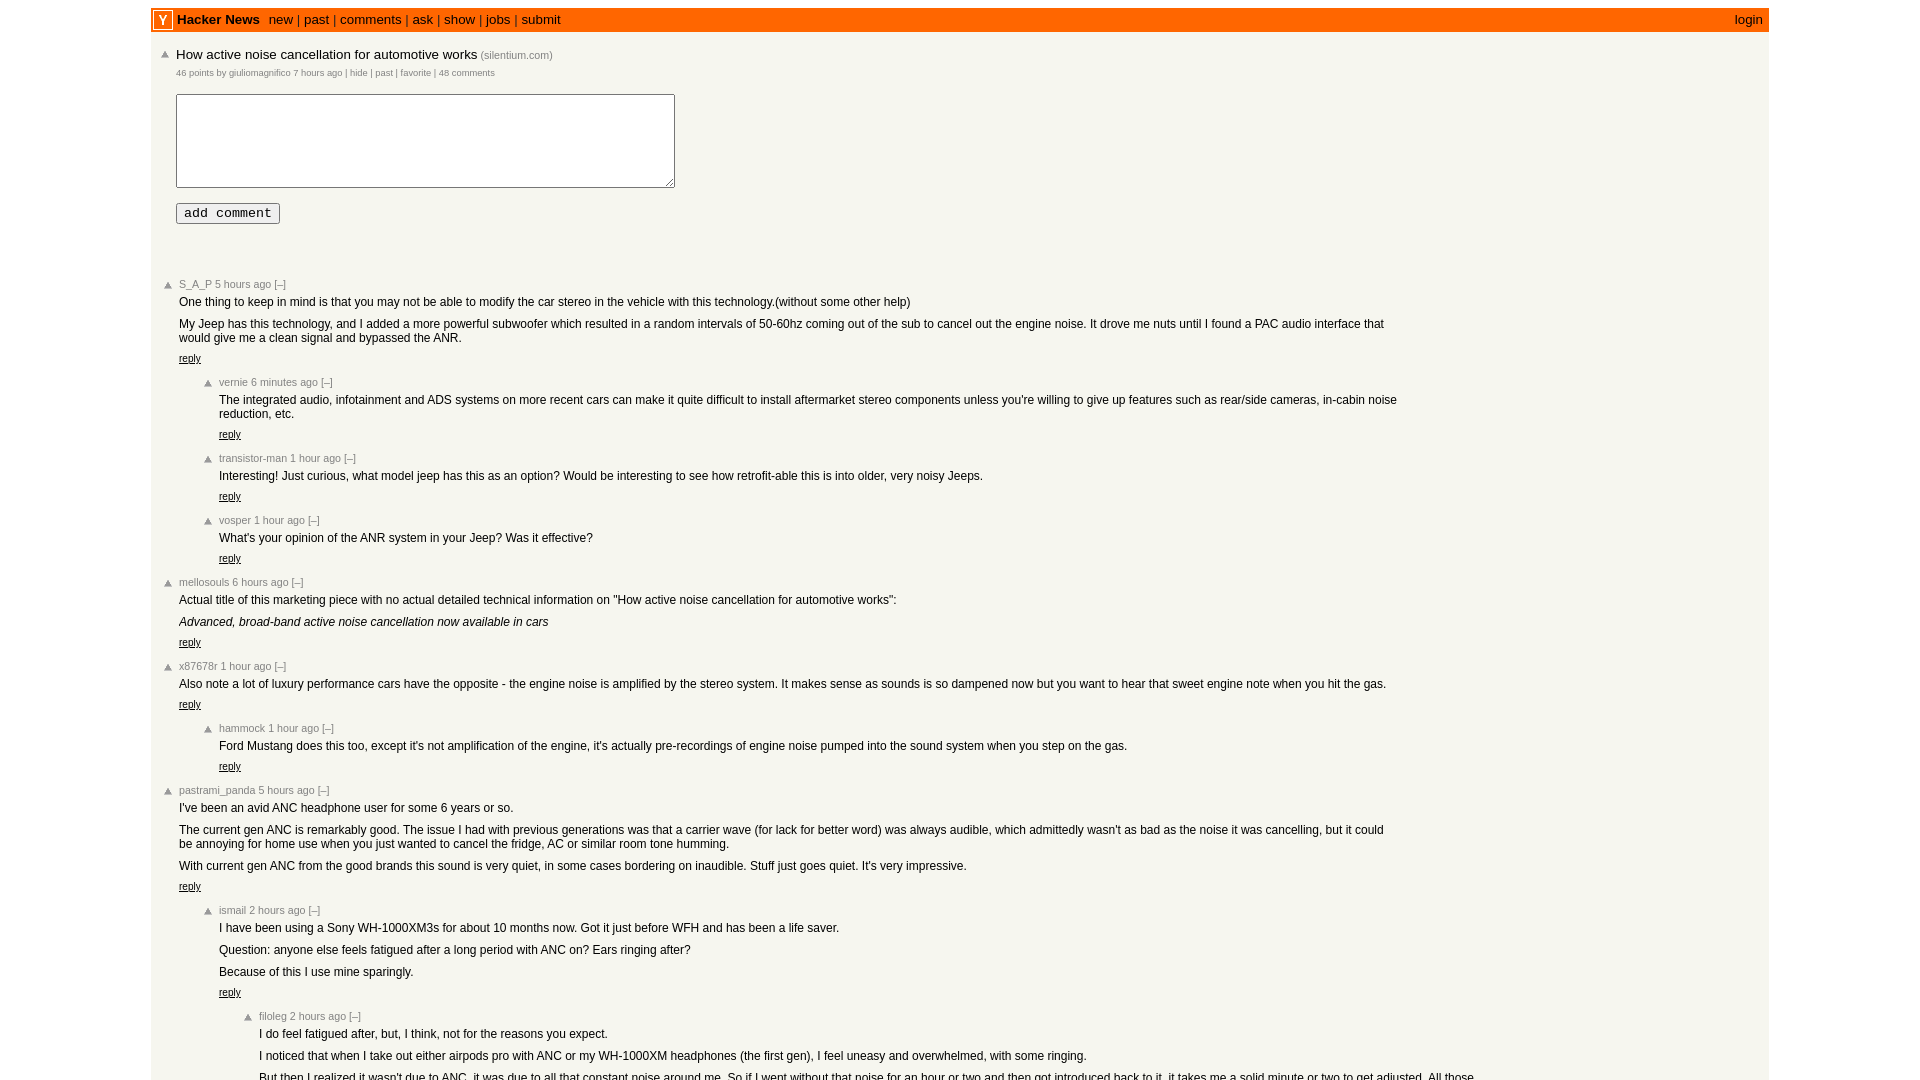 Y Hacker News new | past | comments | ask | show | jobs | submit login
How active noise cancellation for automotive works (silentium.com)
46 points by giuliomagnifico 7 hours ago | hide | past | favorite | 48 comments
add comment
S_A_P 5 hours ago [–]
One thing to keep in mind is that you may not be able to modify the car stereo in the vehicle with this technology.(without some other help)
My Jeep has this technology, and I added a more powerful subwoofer which resulted in a random intervals of 50-60hz coming out of the sub to cancel out the engine noise. It drove me nuts until I found a PAC audio interface that
would give me a clean signal and bypassed the ANR.
reply
vernie 6 minutes ago [–]
The integrated audio, infotainment and ADS systems on more recent cars can make it quite difficult to install aftermarket stereo components unless you're willing to give up features such as rear/side cameras, in-cabin noise
reduction, etc.
reply
transistor-man 1 hour ago [–]
Interesting! Just curious, what model jeep has this as an option? Would be interesting to see how retrofit-able this is into older, very noisy Jeeps.
reply
vosper 1 hour ago [–]
What's your opinion of the ANR system in your Jeep? Was it effective?
reply
mellosouls 6 hours ago [–]
Actual title of this marketing piece with no actual detailed technical information on "How active noise cancellation for automotive works":
Advanced, broad-band active noise cancellation now available in cars
reply
x87678r 1 hour ago [–]
Also note a lot of luxury performance cars have the opposite - the engine noise is amplified by the stereo system. It makes sense as sounds is so dampened now but you want to hear that sweet engine note when you hit the gas.
reply
hammock 1 hour ago [–]
Ford Mustang does this too, except it's not amplification of the engine, it's actually pre-recordings of engine noise pumped into the sound system when you step on the gas.
reply
pastrami_panda 5 hours ago [–]
I've been an avid ANC headphone user for some 6 years or so.
The current gen ANC is remarkably good. The issue I had with previous generations was that a carrier wave (for lack for better word) was always audible, which admittedly wasn't as bad as the noise it was cancelling, but it could
be annoying for home use when you just wanted to cancel the fridge, AC or similar room tone humming.
With current gen ANC from the good brands this sound is very quiet, in some cases bordering on inaudible. Stuff just goes quiet. It's very impressive.
reply
ismail 2 hours ago [–]
I have been using a Sony WH-1000XM3s for about 10 months now. Got it just before WFH and has been a life saver.
Question: anyone else feels fatigued after a long period with ANC on? Ears ringing after?
Because of this I use mine sparingly.
reply
filoleg 2 hours ago [–]
I do feel fatigued after, but, I think, not for the reasons you expect.
I noticed that when I take out either airpods pro with ANC or my WH-1000XM headphones (the first gen), I feel uneasy and overwhelmed, with some ringing.
But then I realized it wasn't due to ANC, it was due to all that constant noise around me. So if I went without that noise for an hour or two and then got introduced back to it, it takes me a solid minute or two to get adjusted. All those